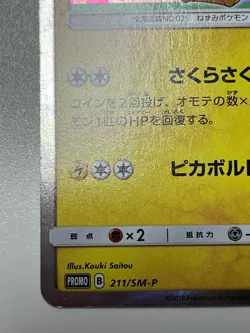 全国図鑑 NO.025 ねずみポケモン
さくらさく
コインを2回投げ、オモテの数×
モン1匹のHPを回復する。
ピカボル
弱点 ×2 抵抗力
Illus.Kouki Saitou
PROMO B 211/SM-P
©2018